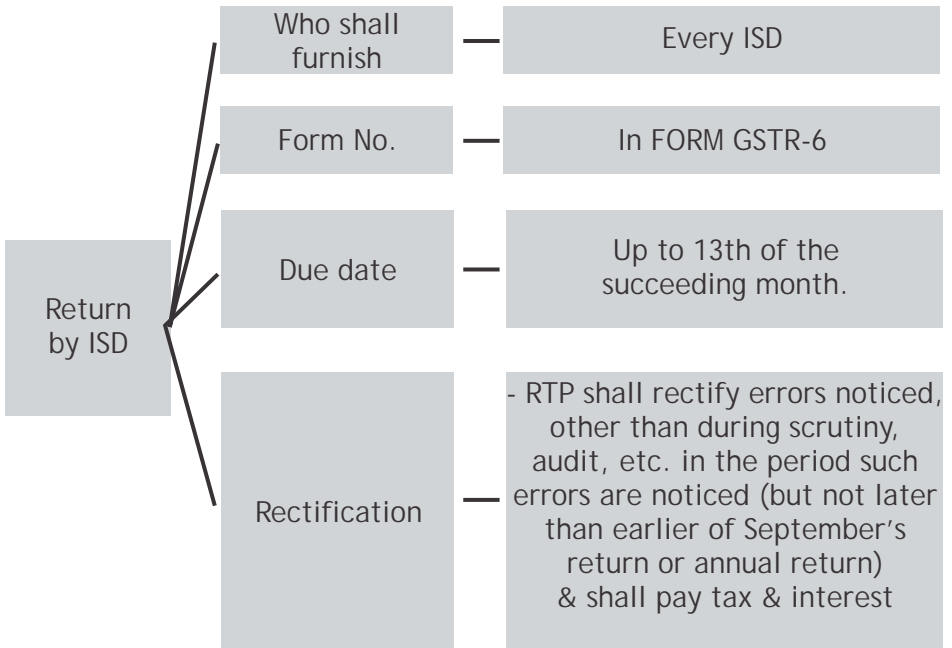 Return
by ISD
Who shall
furnish
Every ISD
Form No.
In FORM GSTR-6
Due date
Up to 13th of the
succeeding month.
Rectification
- RTP shall rectify errors noticed,
other than during scrutiny,
audit, etc. in the period such
errors are noticed (but not later
than earlier of September's
return or annual return)
& shall pay tax & interest